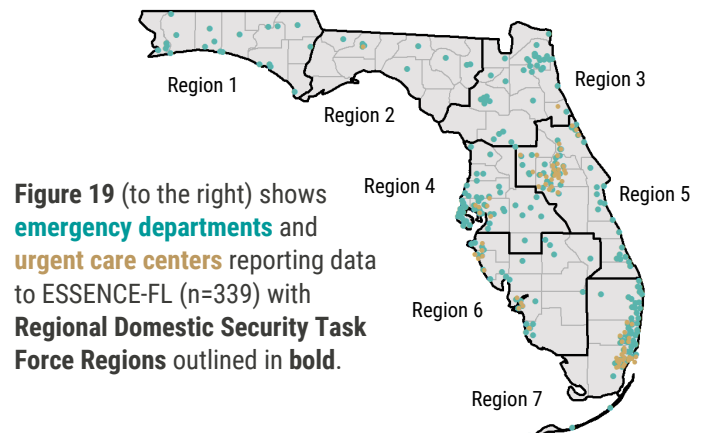 Region 1
Region 2
Region 3
Region 4
Region 5
Figure 19 (to the right) shows
emergency departments and
urgent care centers reporting data
to ESSENCE-FL (n=339) with
Regional Domestic Security Task
Force Regions outlined in bold.
Region 6
Region 7